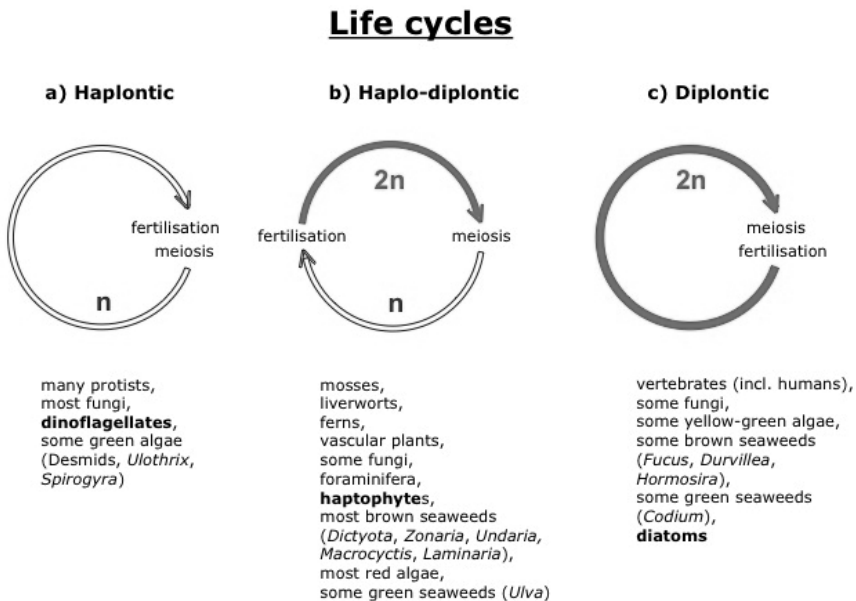 Life cycles
a) Haplontic
b) Haplo-diplontic
c) Diplontic
fertilisation
meiosis
n
2n
fertilisation
meiosis
n
2n
meiosis
fertilisation
many protists,
most fungi,
dinoflagellates,
some green algae
(Desmids, Ulothrix,
Spirogyra)
mosses,
liverworts,
ferns,
vascular plants,
some fungi,
foraminifera,
haptophytes,
most brown seaweeds
(Dictyota, Zonaria, Undaria,
Macrocyctis, Laminaria),
most red algae,
some green seaweeds (Ulva)
vertebrates (incl. humans),
some fungi,
some yellow-green algae,
some brown seaweeds
(Fucus, Durvillea,
Hormosira),
some green seaweeds
(Codium),
diatoms